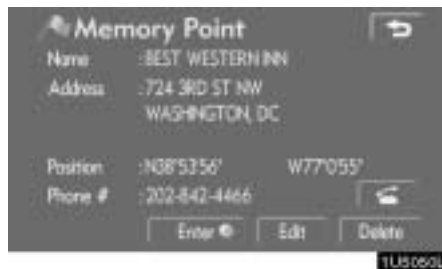 Memory Point
Name :BEST WESTERN INN
Address :724 3RD ST NW
WASHINGTON, DC
Position :N38°53'56" W77°0'55"
Phone # :202-842-4466
Enter Edit Delete
1U5050L